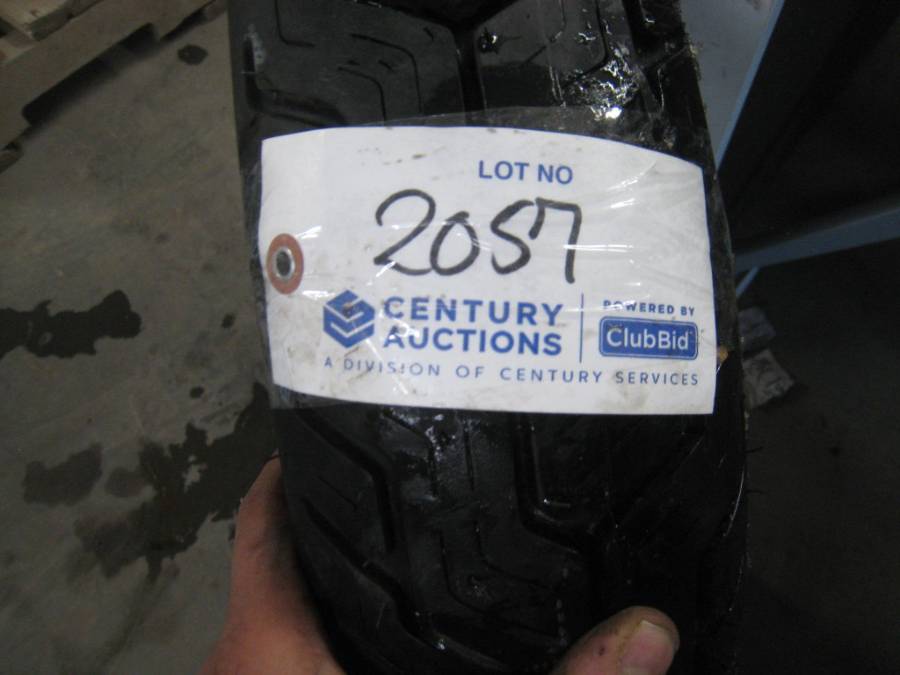 LOT NO
2057
CENTURY
AUCTIONS
POWERED BY
ClubBid
A DIVISION OF CENTURY SERVICES